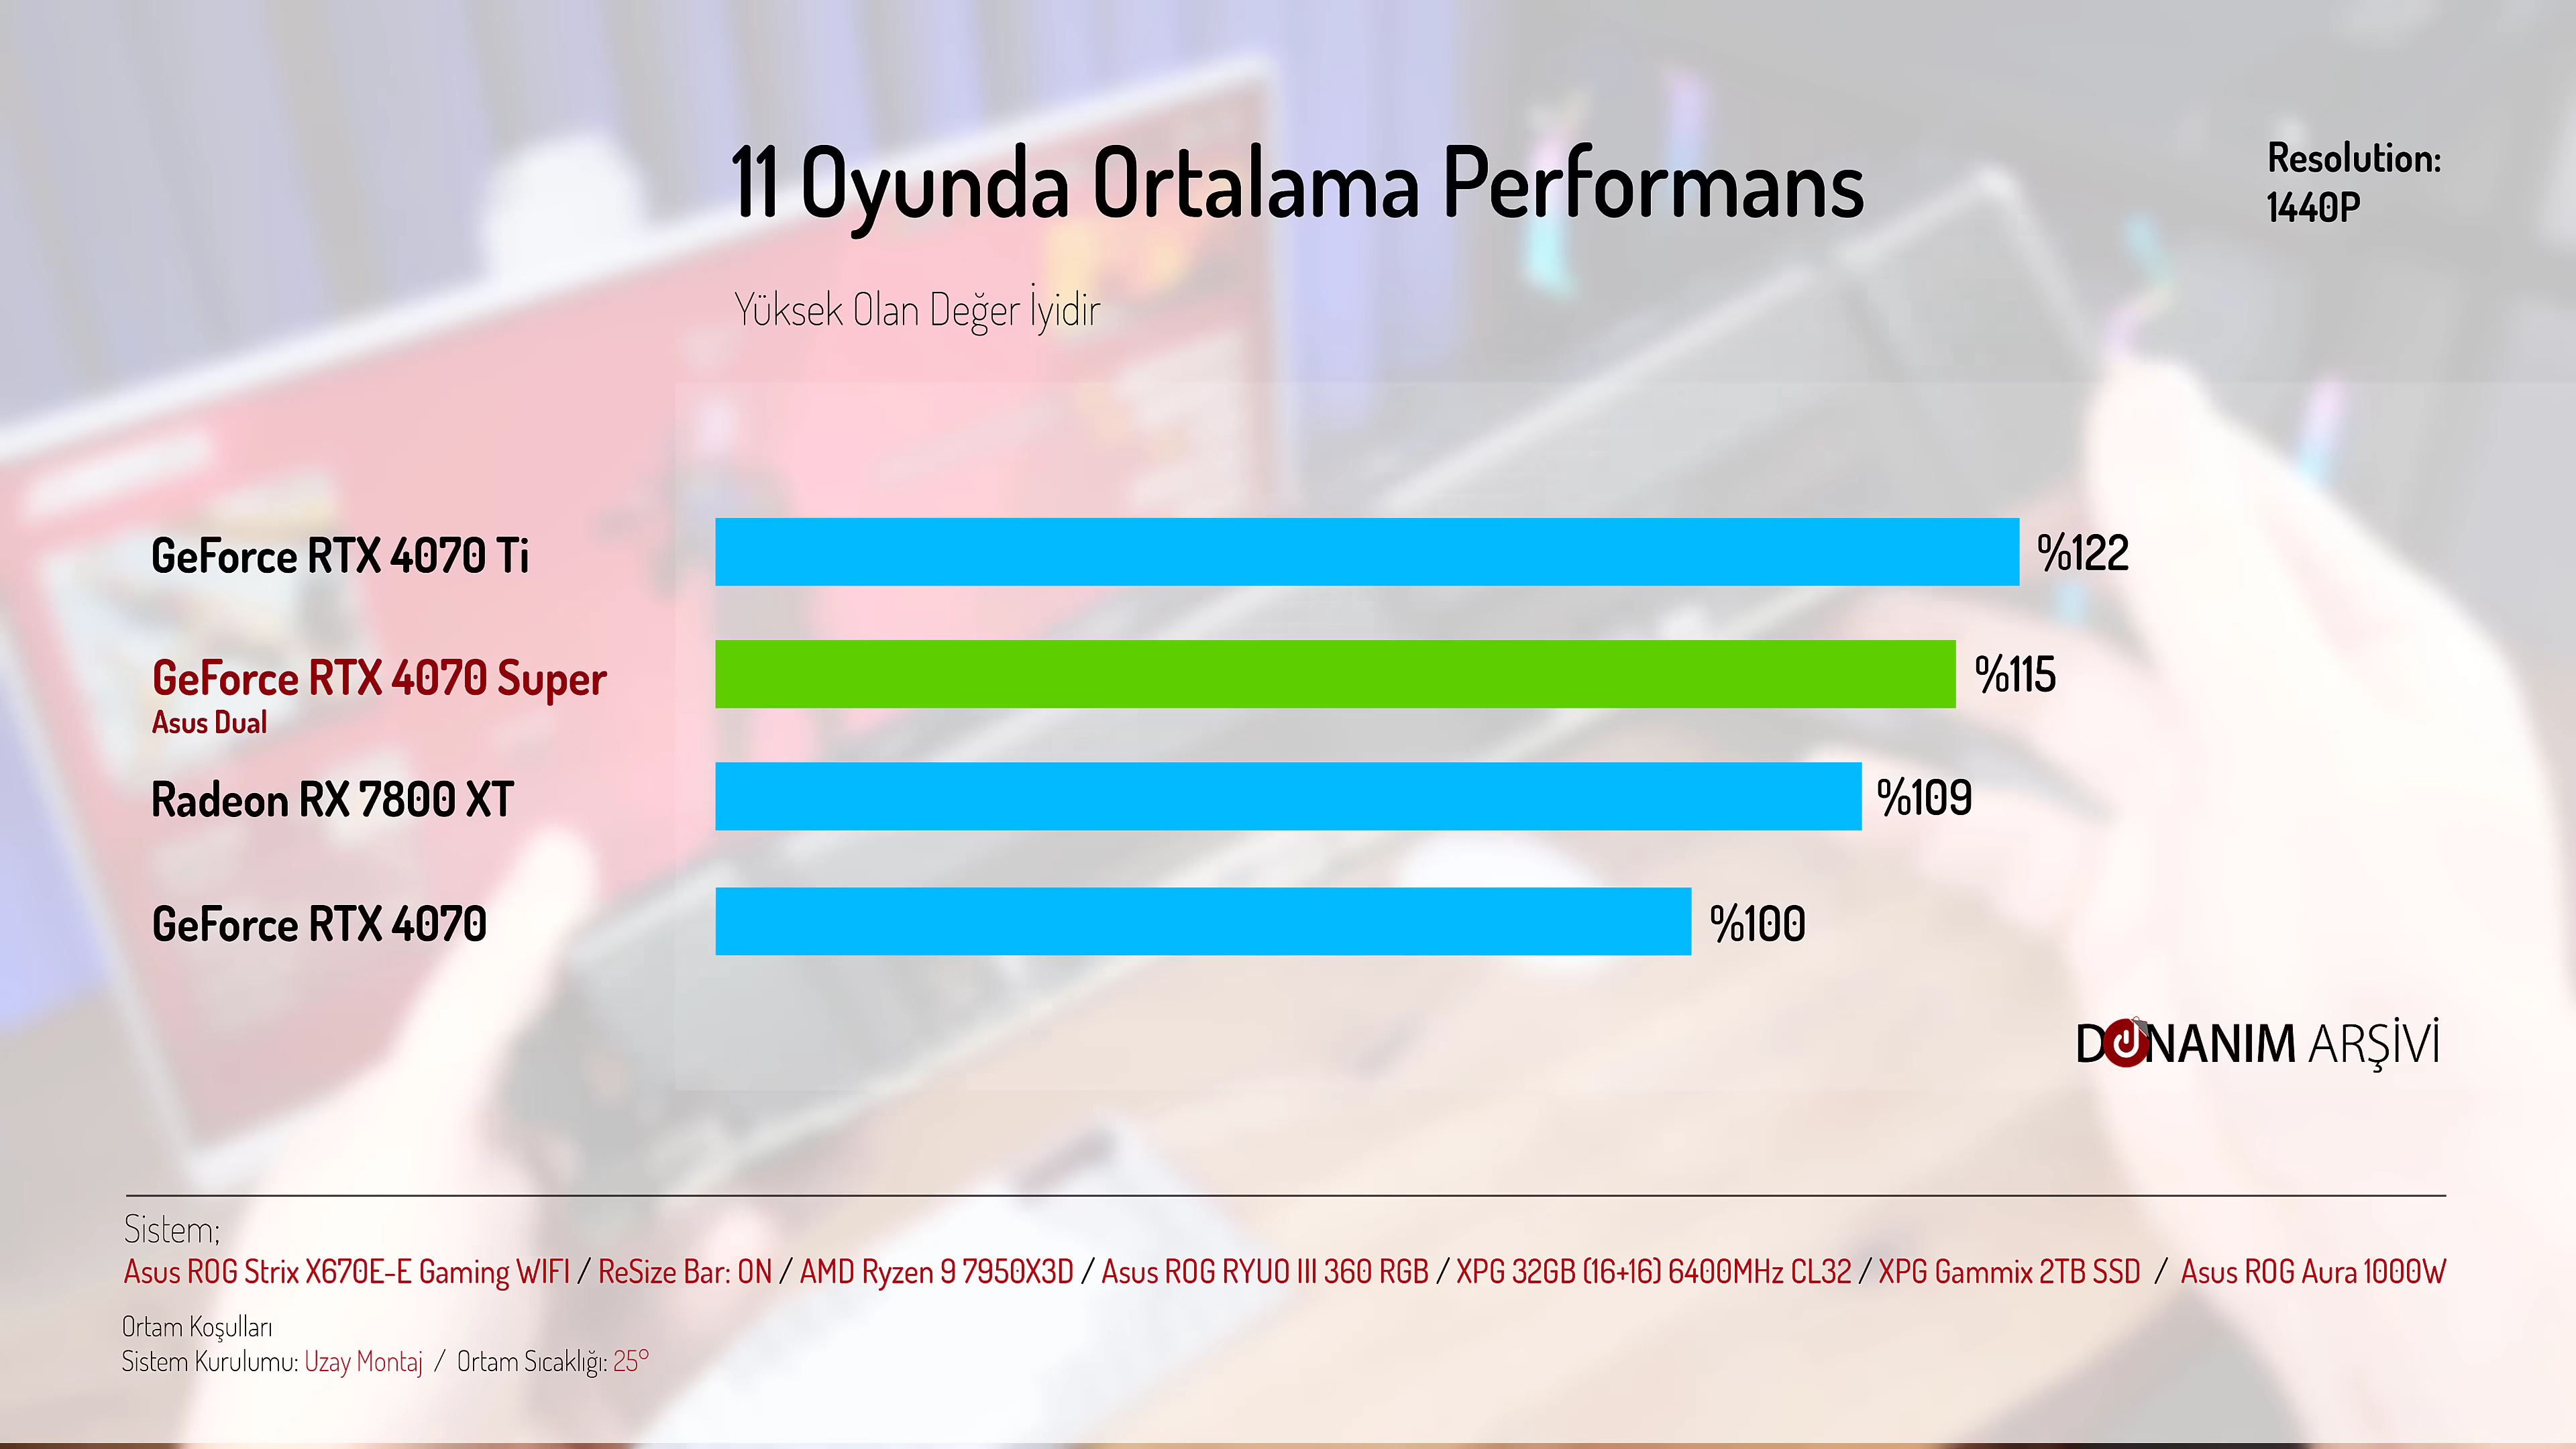 11 Oyunda Ortalama Performans
Resolution:
1440P
Yüksek Olan Değer İyidir
GeForce RTX 4070 Ti
%122
GeForce RTX 4070 Super
Asus Dual
%115
Radeon RX 7800 XT
%109
GeForce RTX 4070
%100
DONANIM ARŞİVİ
Sistem;
Asus ROG Strix X670E-E Gaming WIFI / ReSize Bar: ON / AMD Ryzen 9 7950X3D / Asus ROG RYUO III 360 RGB / XPG 32GB (16+16) 6400MHz CL32 / XPG Gammix 2TB SSD / Asus ROG Aura 1000W
Ortam Koşulları
Sistem Kurulumu: Uzay Montaj / Ortam Sıcaklığı: 25°